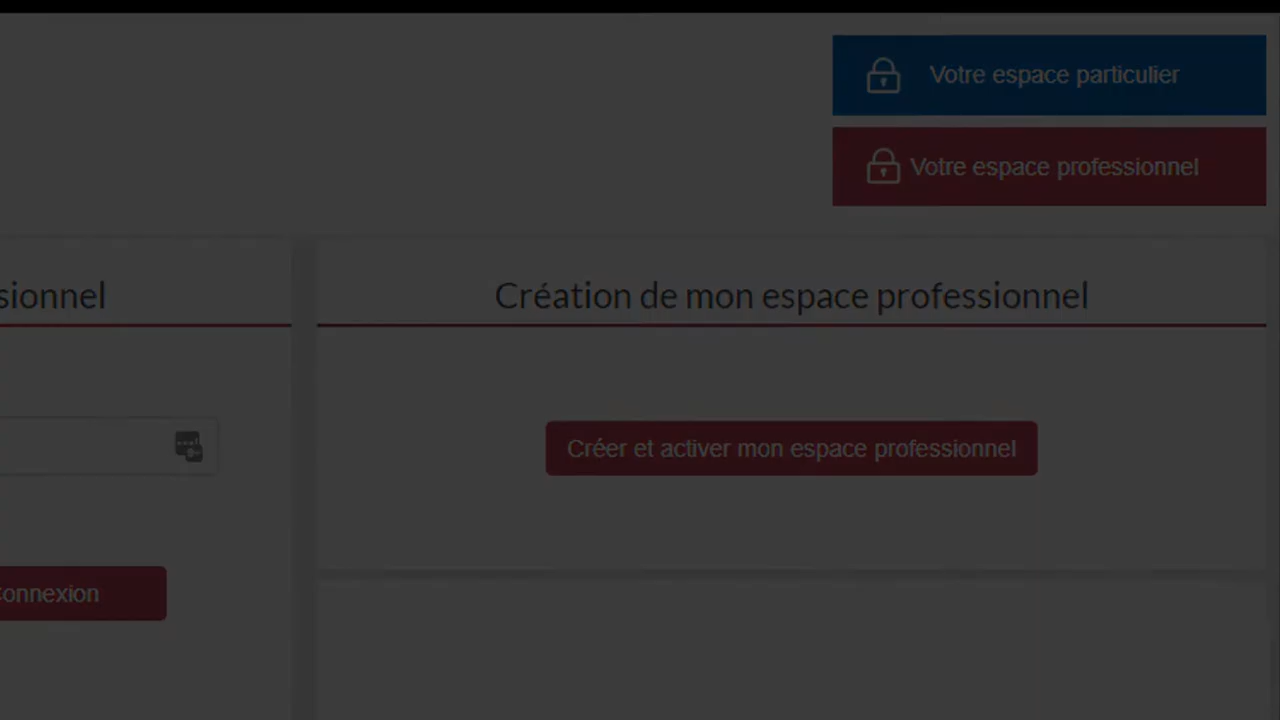 Votre espace particulier
Votre espace professionnel
sionnel
Création de mon espace professionnel
Créer et activer mon espace professionnel
onnexion